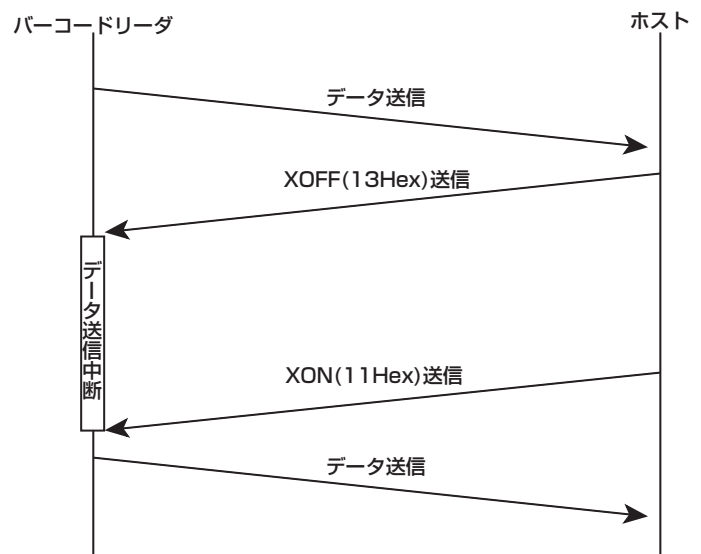 バーコードリーダ
ホスト
データ送信
XOFF(13Hex)送信
データ送信中断
XON(11Hex)送信
データ送信